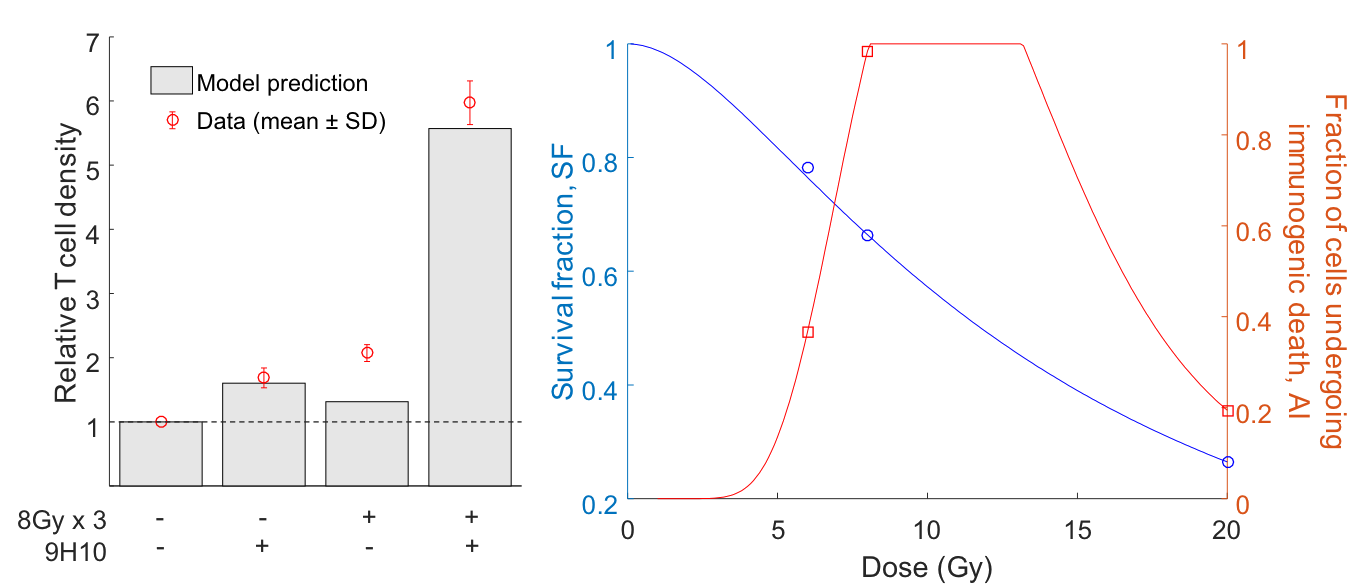 7
6
5
4
3
2
1
Relative T cell density
Model prediction
Data (mean ± SD)
8Gy x 3 - - + +
9H10 - + - +
1
0.8
0.6
0.4
0.2
Survival fraction, SF
0 5 10 15 20
Dose (Gy)
1
0.8
0.6
0.4
0.2
0
Fraction of cells undergoing
immunogenic death, AI